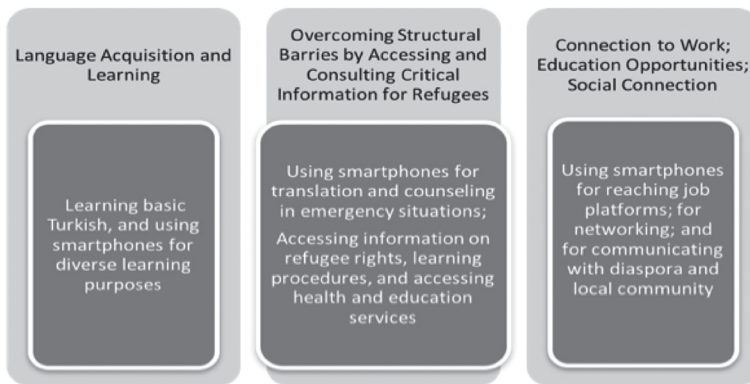 Language Acquisition and
Learning
Learning basic
Turkish, and using
smartphones for
diverse learning
purposes
Overcoming Structural
Barries by Accessing and
Consulting Critical
Information for Refugees
Using smartphones for
translation and counseling
in emergency situations;
Accessing information on
refugee rights, learning
procedures, and accessing
health and education
services
Connection to Work;
Education Opportunities;
Social Connection
Using smartphones
for reaching job
platforms; for
networking; and
for communicating
with diaspora and
local community